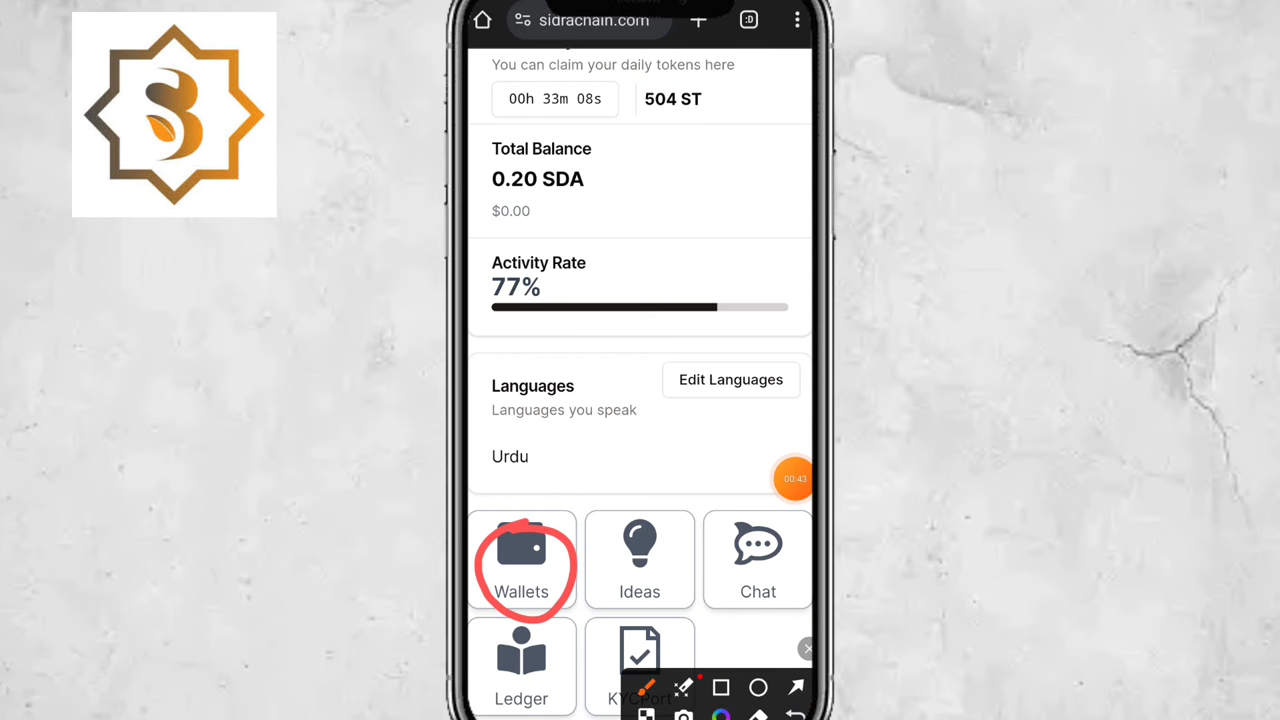 sidrachain.com
You can claim your daily tokens here
00h 33m 08s
504 ST
Total Balance
0.20 SDA
$0.00
Activity Rate
77%
Languages
Edit Languages
Languages you speak
Urdu
00:43
Wallets
Ideas
Chat
Ledger
KYCPort